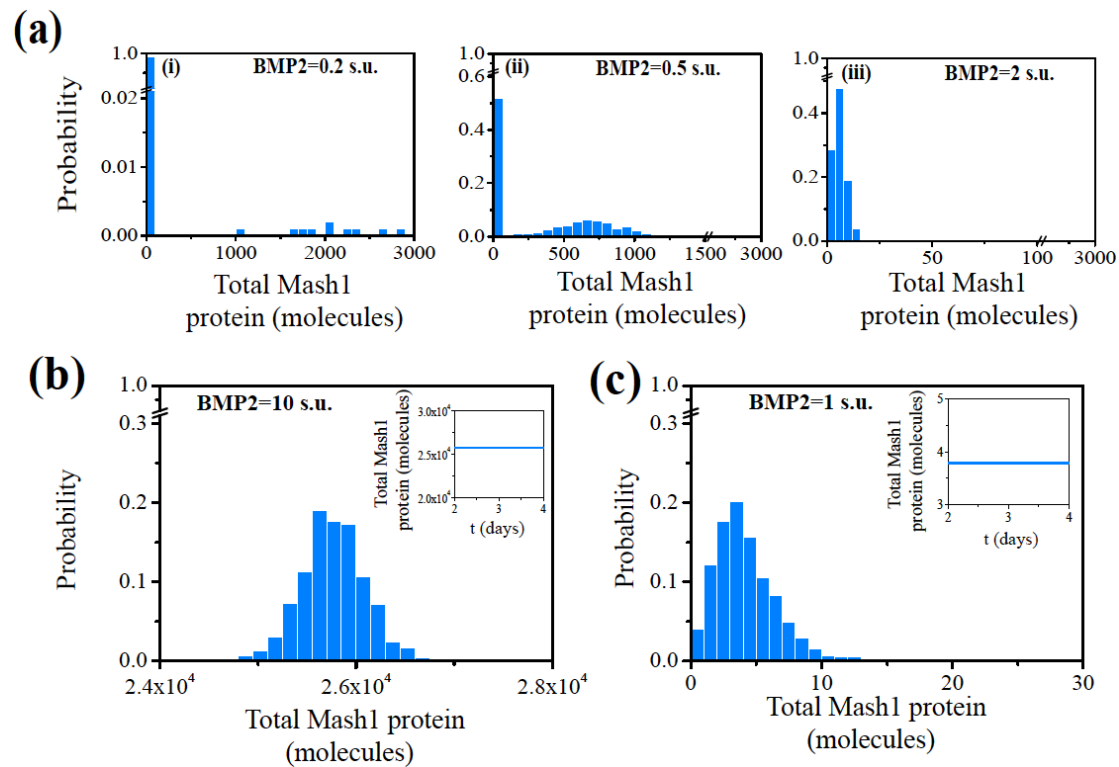 (a)
Probability
1.0
0.02
0.01
0.00
(i)
BMP2=0.2 s.u.
0 1000 2000 3000
Total Mash1
protein (molecules)
1.0
0.6
0.4
0.2
0.0
(ii)
BMP2=0.5 s.u.
0 500 1000 1500 3000
Total Mash1
protein (molecules)
1.0
0.4
0.2
0.0
(iii)
BMP2=2 s.u.
0 50 100 3000
Total Mash1
protein (molecules)
(b)
Probability
1.0
0.3
0.2
0.1
0.0
BMP2=10 s.u.
Total Mash1
protein (molecules)
3.0x10⁴
2.5x10⁴
2.0x10⁴
2 3 4
t (days)
2.4x10⁴ 2.6x10⁴ 2.8x10⁴
Total Mash1 protein
(molecules)
(c)
Probability
1.0
0.3
0.2
0.1
0.0
BMP2=1 s.u.
Total Mash1
protein (molecules)
5
4
3
2 3 4
t (days)
0 10 20 30
Total Mash1 protein
(molecules)